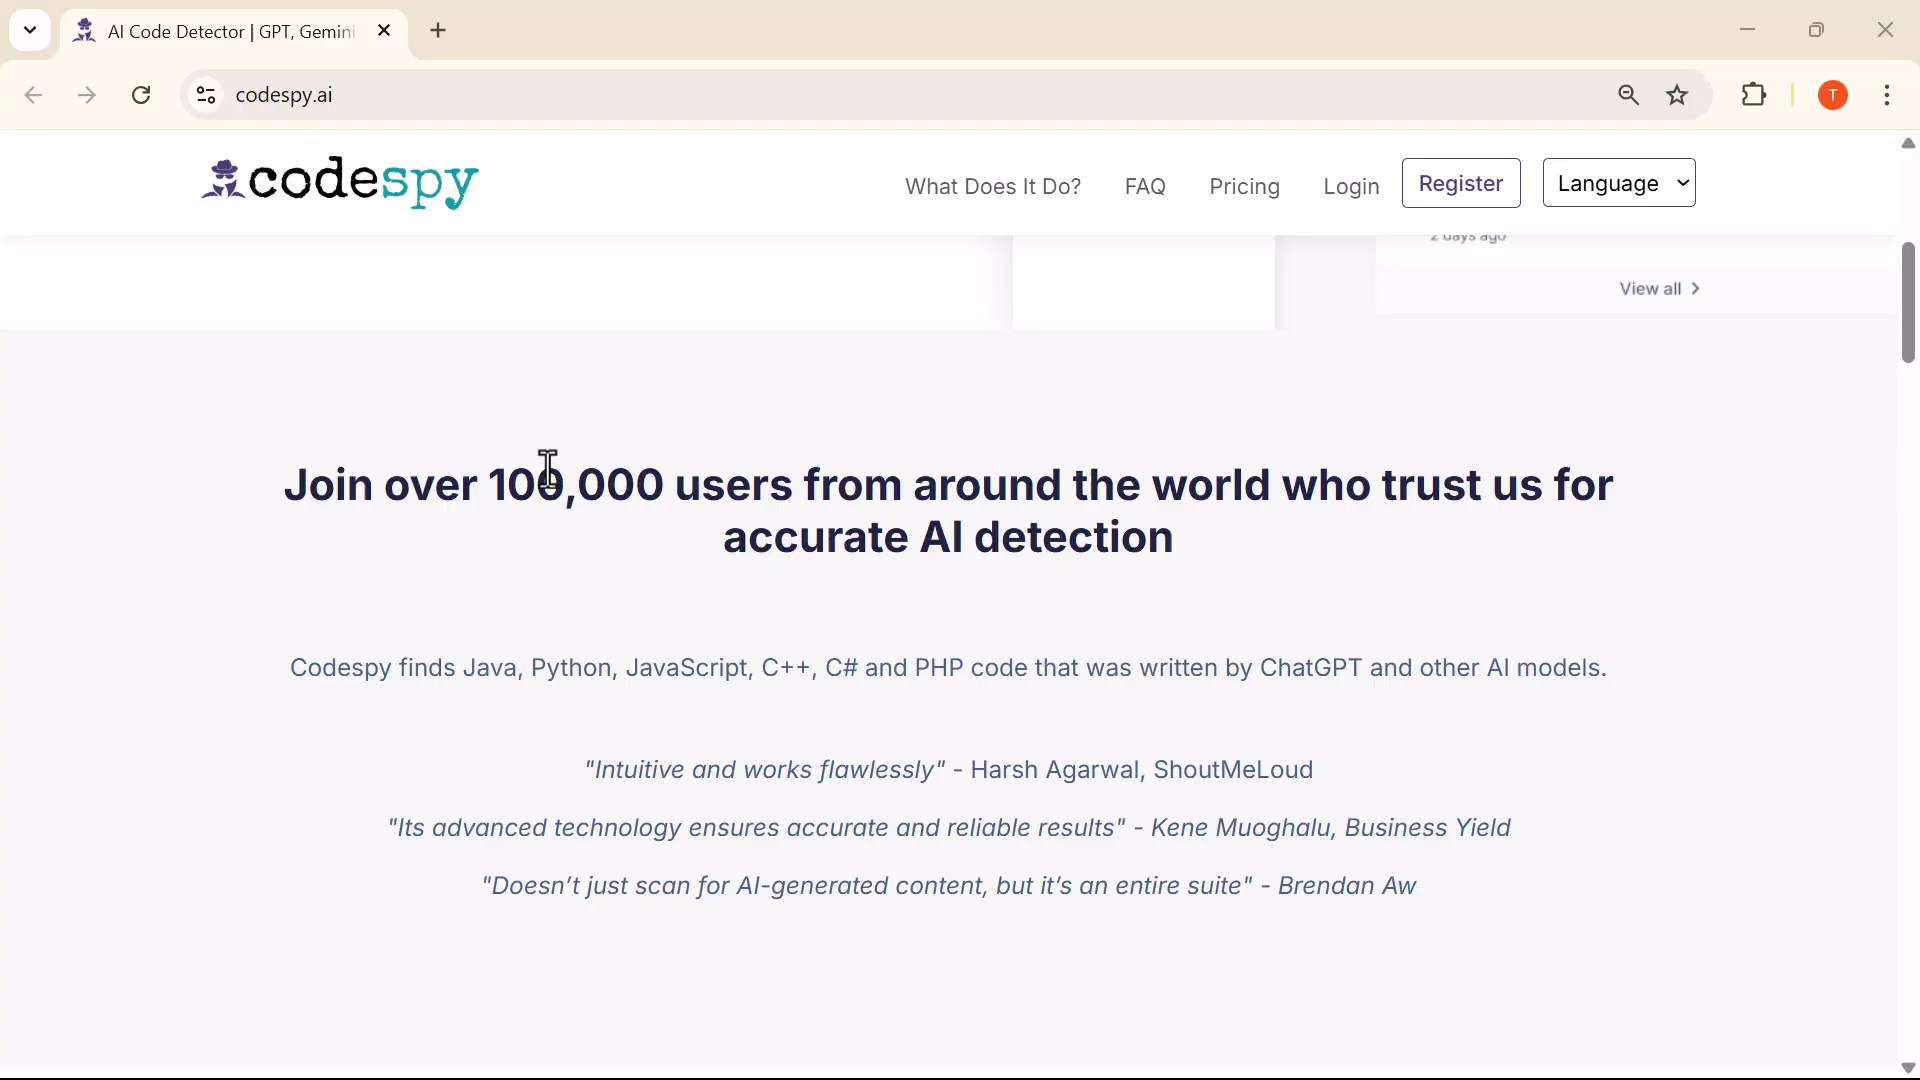 AI Code Detector | GPT, Gemini
codespy.ai
T
codespy
What Does It Do?
FAQ
Pricing
Login
Register
Language
2 days ago
View all
Join over 100,000 users from around the world who trust us for
accurate AI detection
Codespy finds Java, Python, JavaScript, C++, C# and PHP code that was written by ChatGPT and other AI models.
"Intuitive and works flawlessly" - Harsh Agarwal, ShoutMeLoud
"Its advanced technology ensures accurate and reliable results" - Kene Muoghalu, Business Yield
"Doesn’t just scan for AI-generated content, but it’s an entire suite" - Brendan Aw